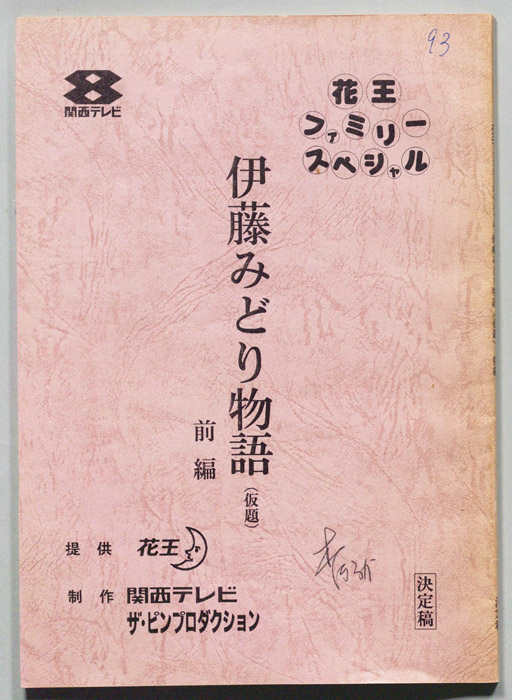 93
関西テレビ
花王
ファミリー
スペシャル
伊藤みどり物語(仮題)
前編
提供 花王
制作 関西テレビ
ザ・ピンプロダクション
決定稿